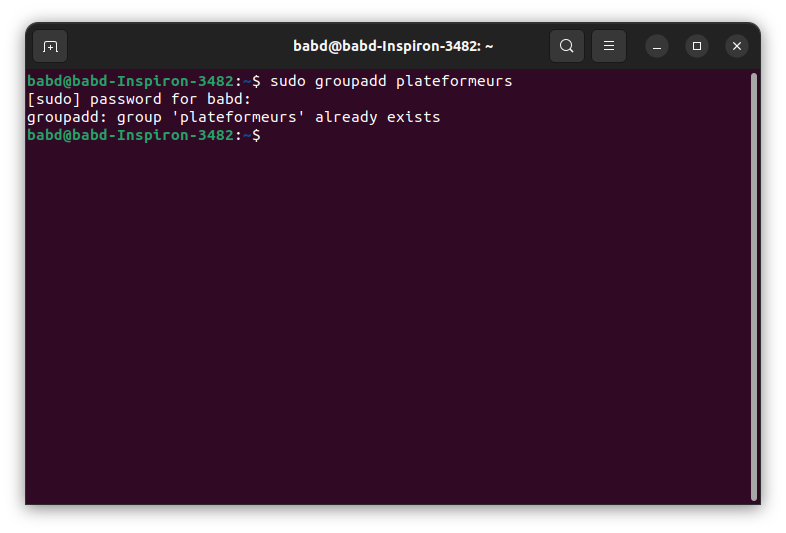 babd@babd-Inspiron-3482: ~
babd@babd-Inspiron-3482:~$ sudo groupadd plateformeurs
[sudo] password for babd:
groupadd: group 'plateformeurs' already exists
babd@babd-Inspiron-3482:~$